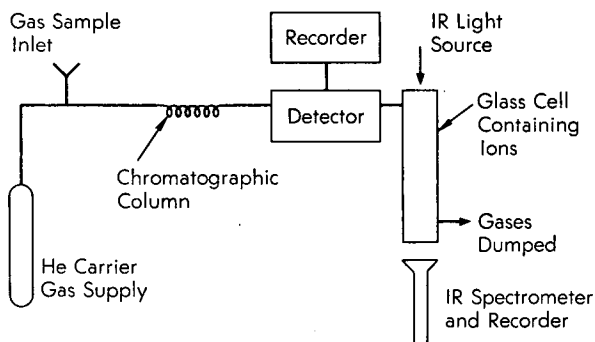 Gas Sample
Inlet
Recorder
IR Light
Source
Detector
Glass Cell
Containing
Ions
Chromatographic
Column
Gases
Dumped
He Carrier
Gas Supply
IR Spectrometer
and Recorder